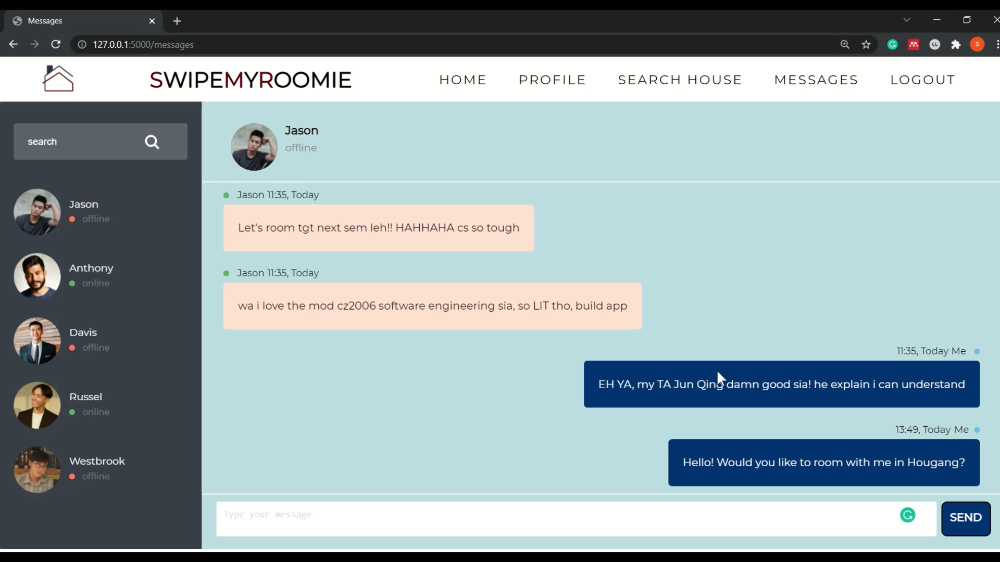 Messages
127.0.0.1:5000/messages
S
SWIPEMYROOMIE
HOME PROFILE SEARCH HOUSE MESSAGES LOGOUT
search
Jason
offline
Anthony
online
Davis
offline
Russel
online
Westbrook
offline
Jason
offline
Jason 11:35, Today
Let's room tgt next sem leh!! HAHHAHA cs so tough
Jason 11:35, Today
wa i love the mod cz2006 software engineering sia, so LIT tho, build app
11:35, Today Me
EH YA, my TA Jun Qing damn good sia! he explain i can understand
13:49, Today Me
Hello! Would you like to room with me in Hougang?
Type your message
SEND